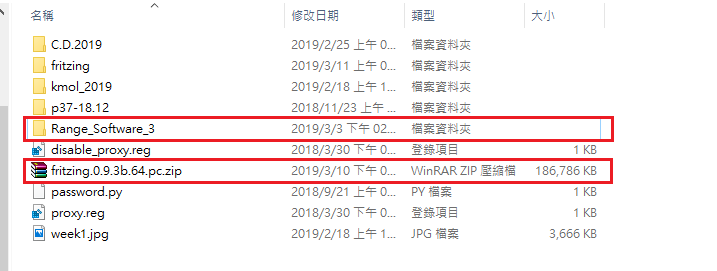 名稱 修改日期 類型 大小
C.D.2019 2019/2/25 上午 0... 檔案資料夾
fritzing 2019/3/11 上午 0... 檔案資料夾
kmol_2019 2019/2/18 上午 1... 檔案資料夾
p37-18.12 2018/11/23 上午 ... 檔案資料夾
Range_Software_3 2019/3/3 下午 02... 檔案資料夾
disable_proxy.reg 2018/3/30 下午 0... 登錄項目 1 KB
fritzing.0.9.3b.64.pc.zip 2019/3/10 下午 0... WinRAR ZIP 壓縮檔 186,786 KB
password.py 2018/9/21 上午 0... PY 檔案 1 KB
proxy.reg 2018/3/30 下午 0... 登錄項目 1 KB
week1.jpg 2019/2/18 上午 1... JPG 檔案 3,666 KB